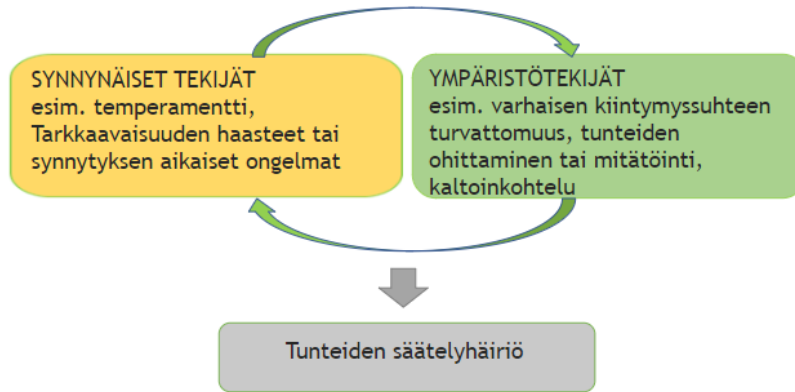 SYNNYNÄISET TEKIJÄT
esim. temperamentti,
Tarkkaavaisuuden haasteet tai
synnytyksen aikaiset ongelmat
YMPÄRISTÖTEKIJÄT
esim. varhaisen kiintymyssuhteen
turvattomuus, tunteiden
ohittaminen tai mitätöinti,
kaltoinkohtelu
Tunteiden säätelyhäiriö